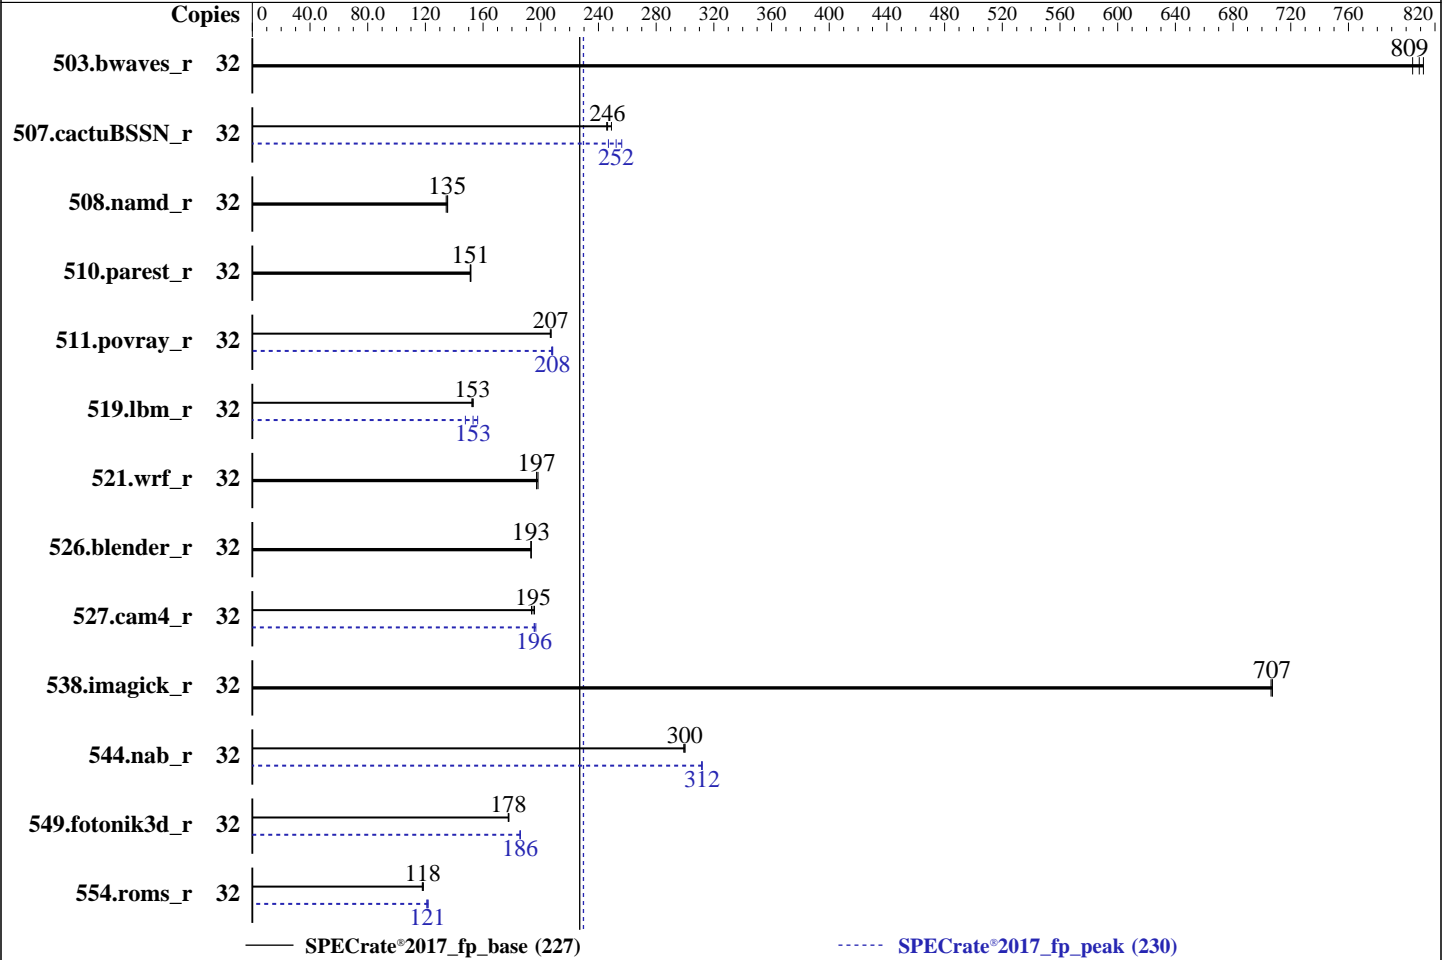 Copies 0 40.0 80.0 120 160 200 240 280 320 360 400 440 480 520 560 600 640 680 720 760 820
503.bwaves_r 32 809
507.cactuBSSN_r 32 246
252
508.namd_r 32 135
510.parest_r 32 151
511.povray_r 32 207
208
519.lbm_r 32 153
153
521.wrf_r 32 197
526.blender_r 32 193
527.cam4_r 32 195
196
538.imagick_r 32 707
544.nab_r 32 300
312
549.fotonik3d_r 32 178
186
554.roms_r 32 118
121
SPECrate®2017_fp_base (227) SPECrate®2017_fp_peak (230)